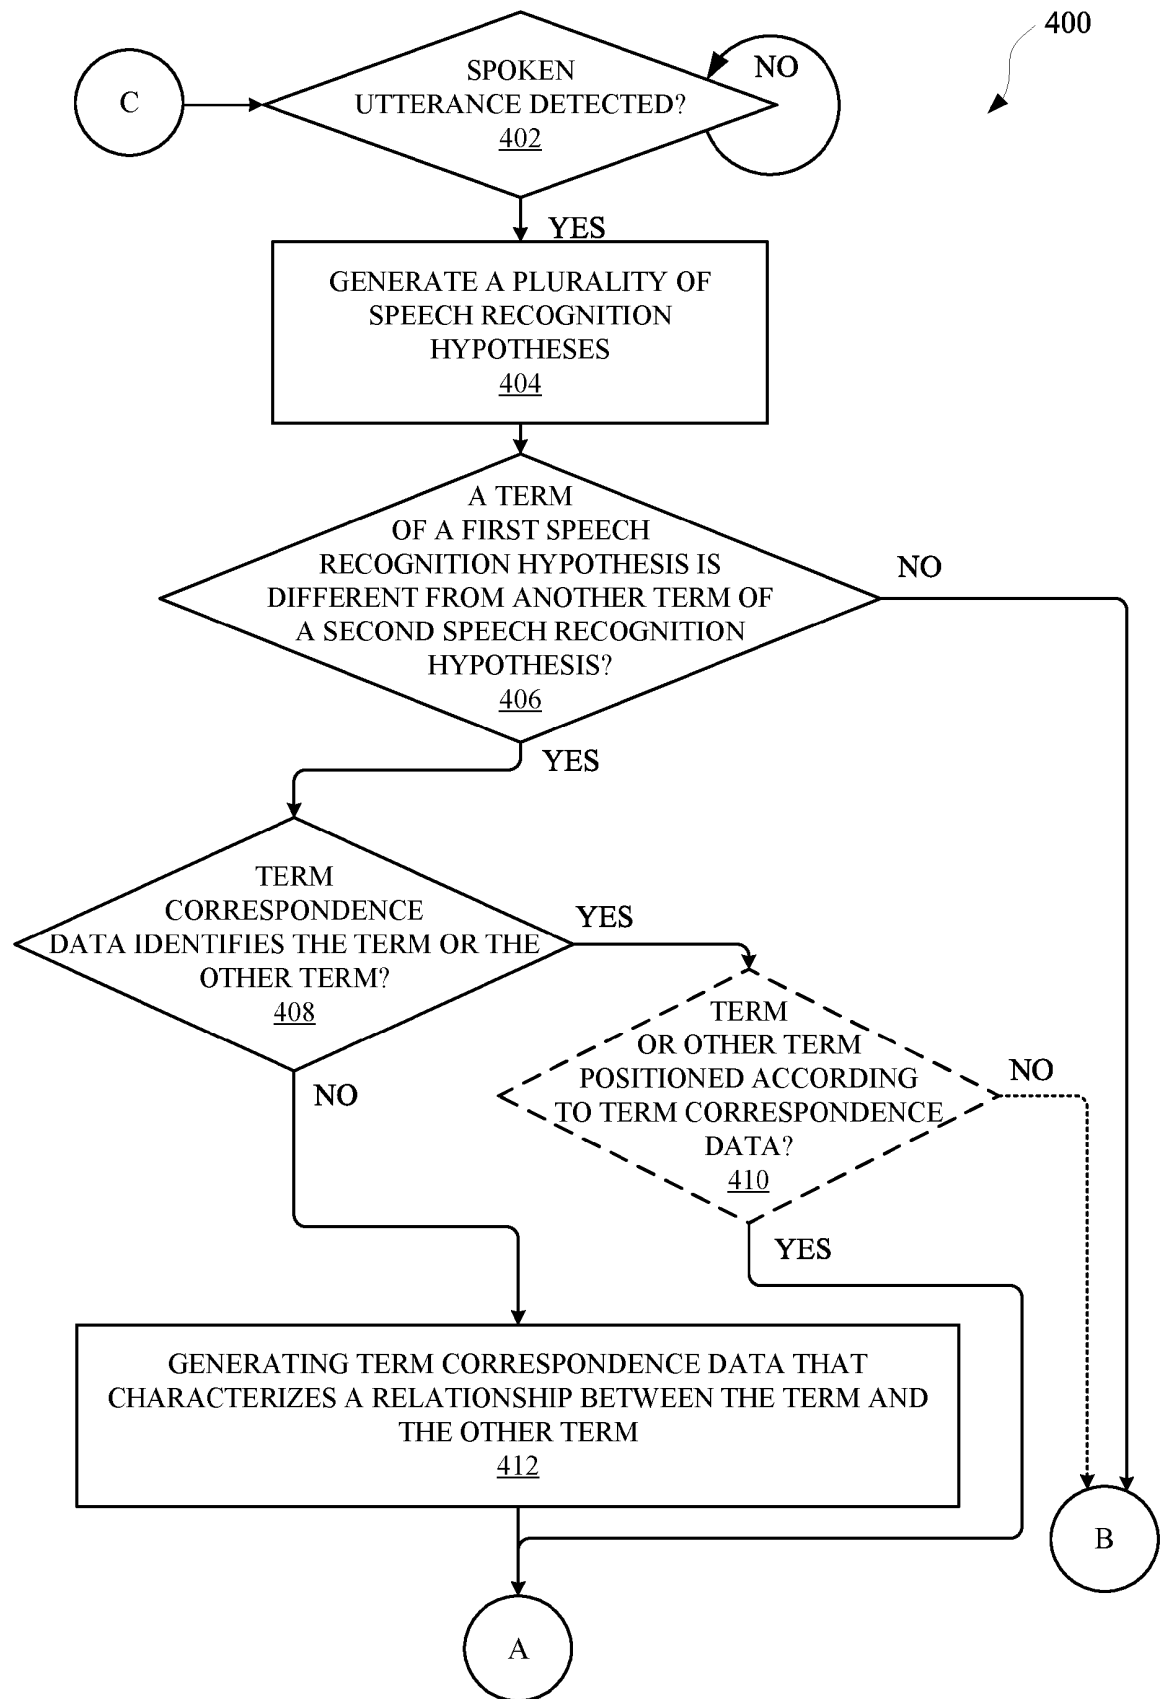 400
C
SPOKEN
UTTERANCE DETECTED?
402
NO
YES
GENERATE A PLURALITY OF
SPEECH RECOGNITION
HYPOTHESES
404
A TERM
OF A FIRST SPEECH
RECOGNITION HYPOTHESIS IS
DIFFERENT FROM ANOTHER TERM OF
A SECOND SPEECH RECOGNITION
HYPOTHESIS?
406
NO
YES
TERM
CORRESPONDENCE
DATA IDENTIFIES THE TERM OR THE
OTHER TERM?
408
YES
NO
TERM
OR OTHER TERM
POSITIONED ACCORDING
TO TERM CORRESPONDENCE
DATA?
410
NO
YES
GENERATING TERM CORRESPONDENCE DATA THAT
CHARACTERIZES A RELATIONSHIP BETWEEN THE TERM AND
THE OTHER TERM
412
B
A